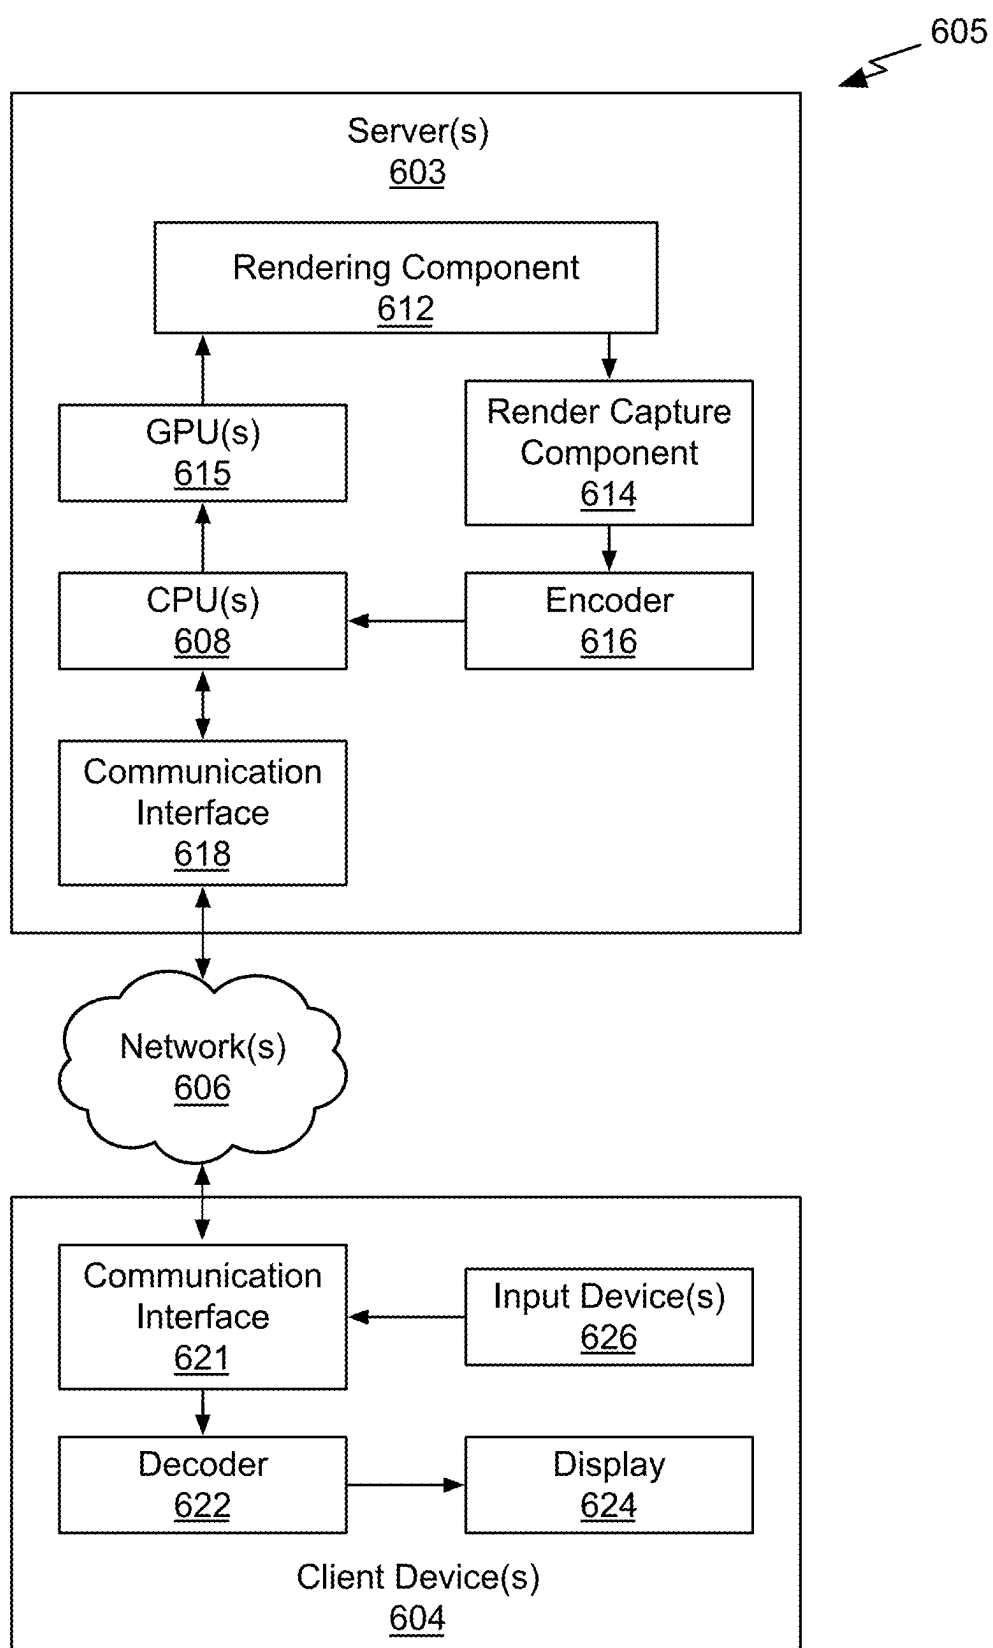 605
Server(s)
603
Rendering Component
612
GPU(s)
615
Render Capture
Component
614
CPU(s)
608
Encoder
616
Communication
Interface
618
Network(s)
606
Communication
Interface
621
Input Device(s)
626
Decoder
622
Display
624
Client Device(s)
604